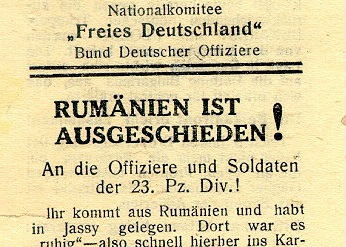 Nationalkomitee
„Freies Deutschland“
Bund Deutscher Offiziere
RUMÄNIEN IST
AUSGESCHIEDEN!
An die Offiziere und Soldaten
der 23. Pz. Div.!
Ihr kommt aus Rumänien und habt
in Jassy gelegen. Dort war es
ruhig“—also schnell hierher ins Kar-